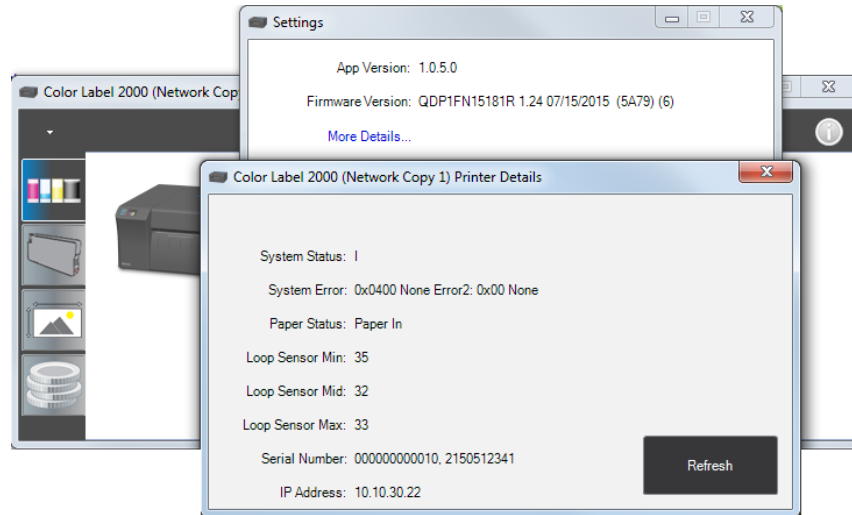 Settings
App Version: 1.0.5.0
Firmware Version: QDP1FN15181R 1.24 07/15/2015 (5A79) (6)
More Details...
Color Label 2000 (Network Cop
Color Label 2000 (Network Copy 1) Printer Details
System Status: I
System Error: 0x0400 None Error2: 0x00 None
Paper Status: Paper In
Loop Sensor Min: 35
Loop Sensor Mid: 32
Loop Sensor Max: 33
Serial Number: 000000000010, 2150512341
IP Address: 10.10.30.22
Refresh